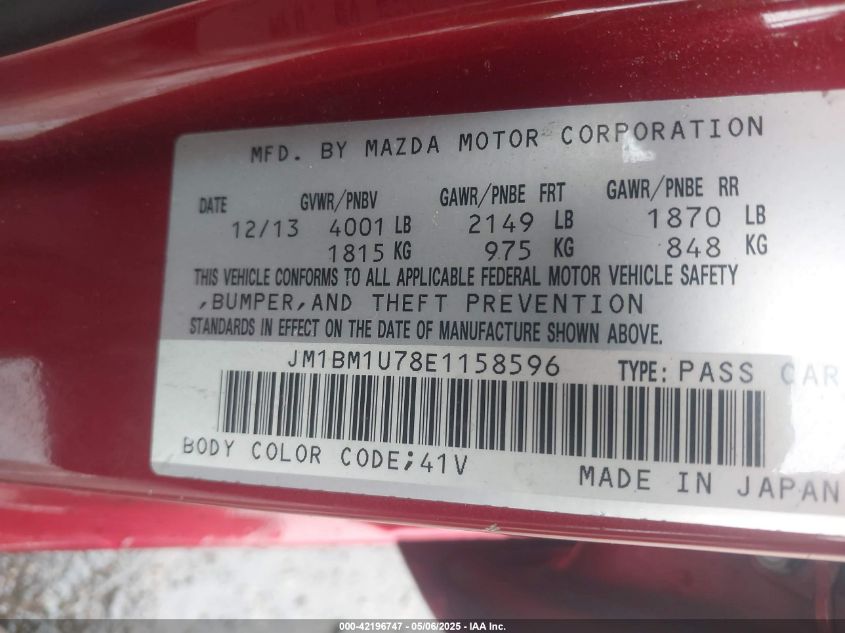 MFD. BY MAZDA MOTOR CORPORATION
DATE GVWR/PNBV GAWR/PNBE FRT GAWR/PNBE RR
12/13 4001 LB 2149 LB 1870 LB
1815 KG 975 KG 848 KG
THIS VEHICLE CONFORMS TO ALL APPLICABLE FEDERAL MOTOR VEHICLE SAFETY
,BUMPER,AND THEFT PREVENTION
STANDARDS IN EFFECT ON THE DATE OF MANUFACTURE SHOWN ABOVE.
JM1BM1U78E1158596 TYPE: PASS CAR
BODY COLOR CODE;41V MADE IN JAPAN
000-42196747 - 05/06/2025 - IAA Inc.